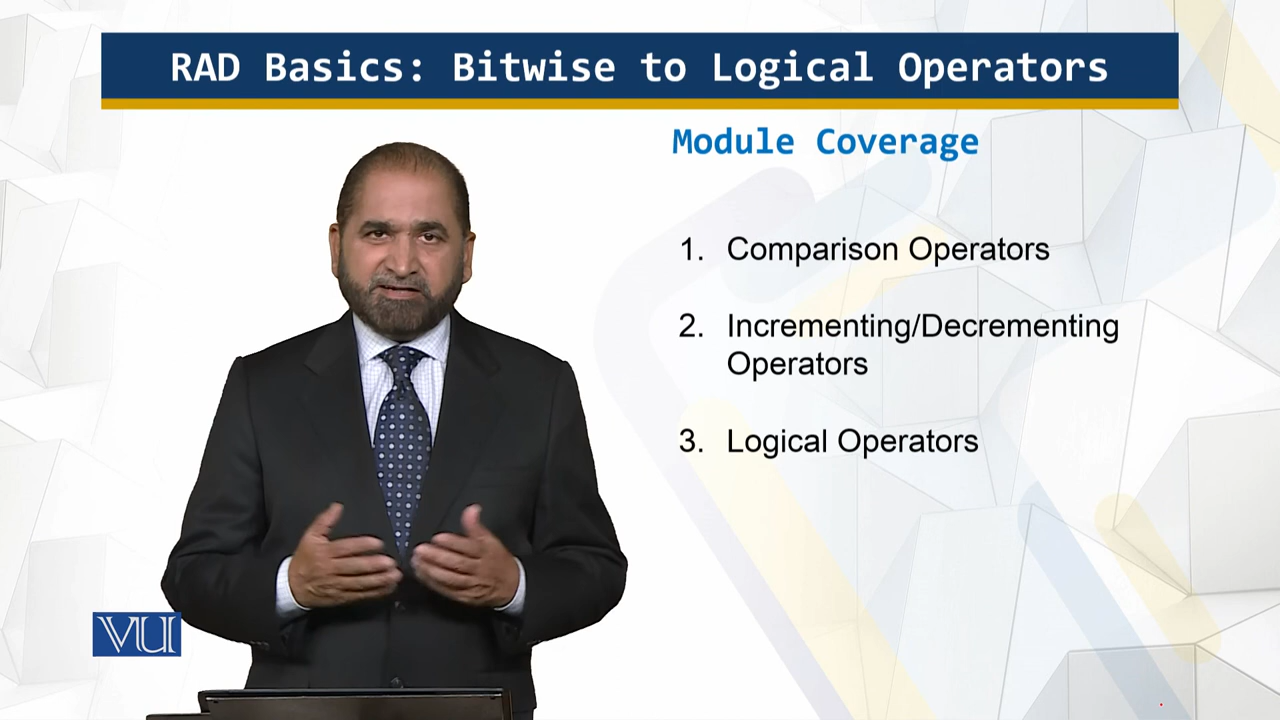 RAD Basics: Bitwise to Logical Operators
Module Coverage
1. Comparison Operators
2. Incrementing/Decrementing
Operators
3. Logical Operators
VU